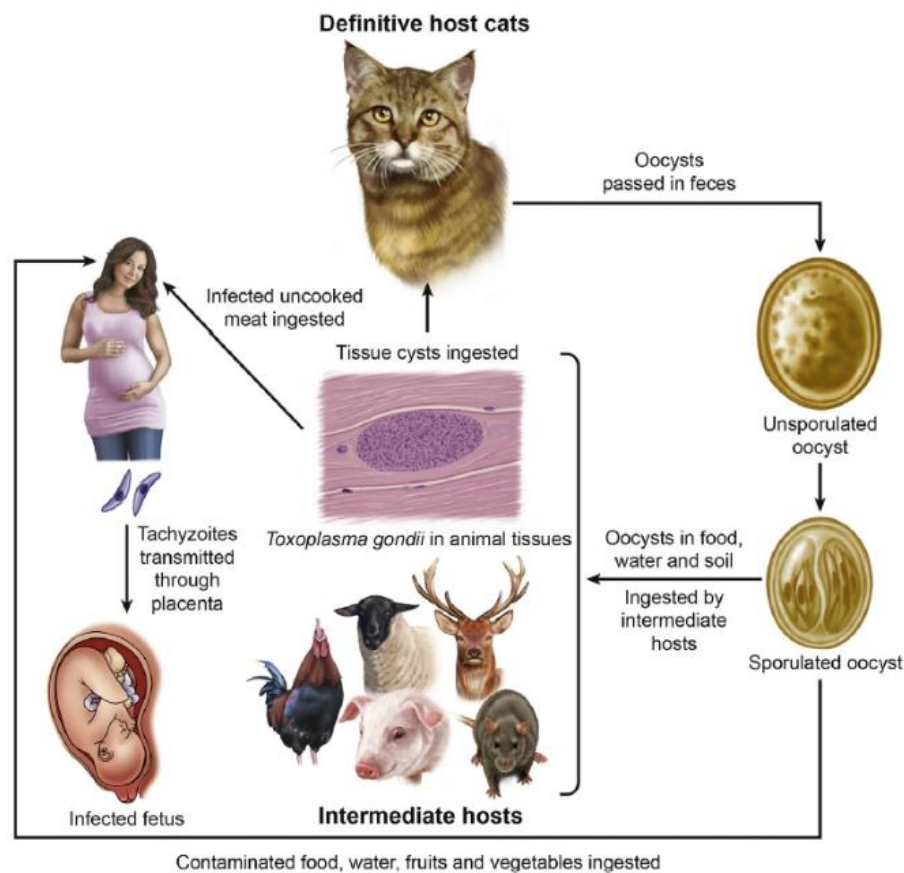 Definitive host cats
Oocysts
passed in feces
Infected uncooked
meat ingested
Tissue cysts ingested
Unsporulated
oocyst
Toxoplasma gondii in animal tissues
Tachyzoites
transmitted
through
placenta
Oocysts in food,
water and soil
Ingested by
intermediate
hosts
Sporulated oocyst
Infected fetus
Intermediate hosts
Contaminated food, water, fruits and vegetables ingested